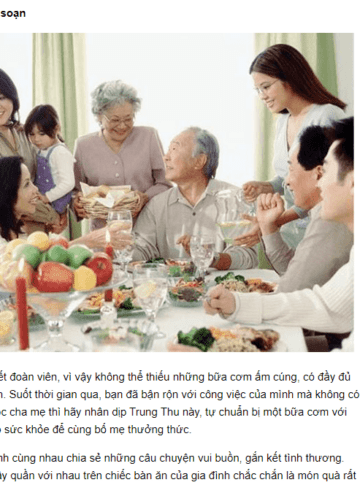 soạn
ết đoàn viên, vì vậy không thể thiếu những bữa cơm ấm cúng, có đầy đủ
Suốt thời gian qua, bạn đã bận rộn với công việc của mình mà không có
cha mẹ thì hãy nhân dịp Trung Thu này, tự chuẩn bị một bữa cơm với
sức khỏe để cùng bố mẹ thưởng thức.
cùng nhau chia sẻ những câu chuyện vui buồn, gắn kết tình thương.
quần với nhau trên chiếc bàn ăn của gia đình chắc chắn là món quà rất